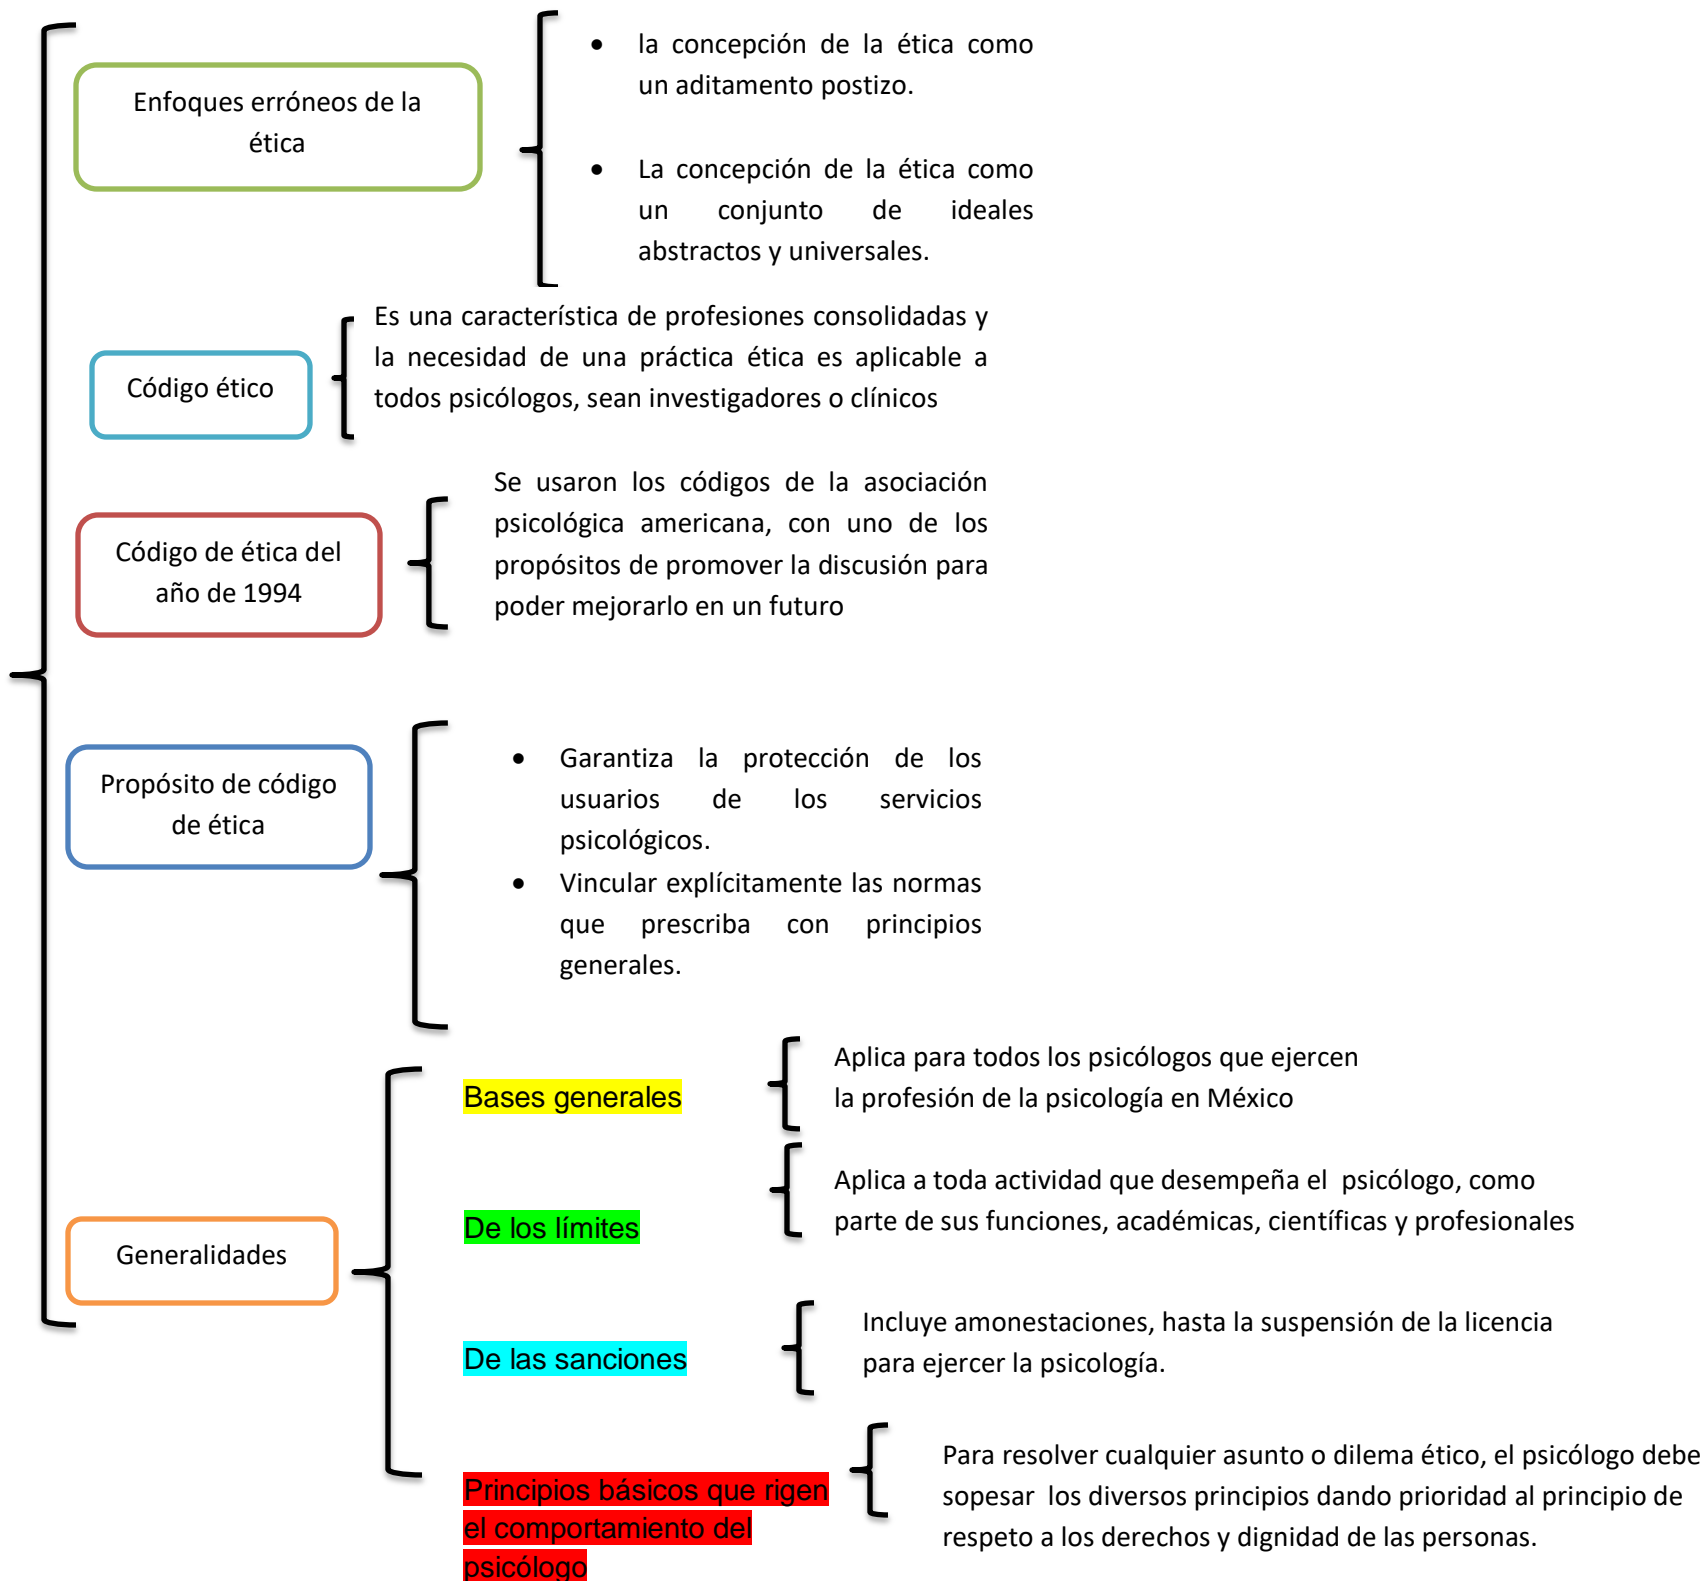 Enfoques erróneos de la
ética
• la concepción de la ética como
un aditamento postizo.
• La concepción de la ética como
un conjunto de ideales
abstractos y universales.
Código ético
Es una característica de profesiones consolidadas y
la necesidad de una práctica ética es aplicable a
todos psicólogos, sean investigadores o clínicos
Código de ética del
año de 1994
Se usaron los códigos de la asociación
psicológica americana, con uno de los
propósitos de promover la discusión para
poder mejorarlo en un futuro
Propósito de código
de ética
• Garantiza la protección de los
usuarios de los servicios
psicológicos.
• Vincular explícitamente las normas
que prescriba con principios
generales.
Generalidades
Bases generales
Aplica para todos los psicólogos que ejercen
la profesión de la psicología en México
De los límites
Aplica a toda actividad que desempeña el  psicólogo, como
parte de sus funciones, académicas, científicas y profesionales
De las sanciones
Incluye amonestaciones, hasta la suspensión de la licencia
para ejercer la psicología.
Principios básicos que rigen
el comportamiento del
psicólogo
Para resolver cualquier asunto o dilema ético, el psicólogo debe
sopesar  los diversos principios dando prioridad al principio de
respeto a los derechos y dignidad de las personas.